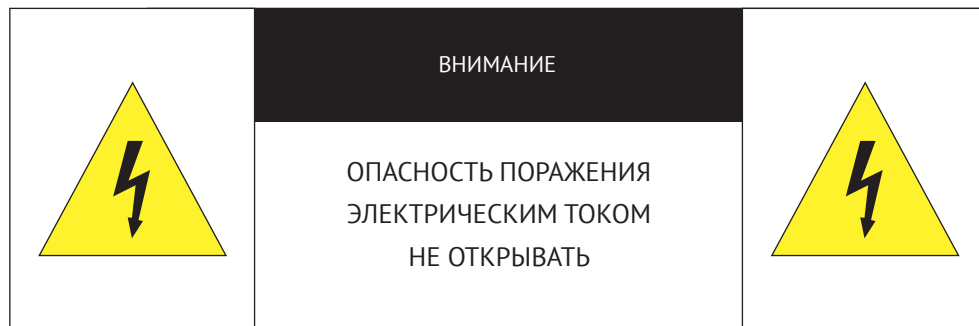 ВНИМАНИЕ
ОПАСНОСТЬ ПОРАЖЕНИЯ
ЭЛЕКТРИЧЕСКИМ ТОКОМ
НЕ ОТКРЫВАТЬ